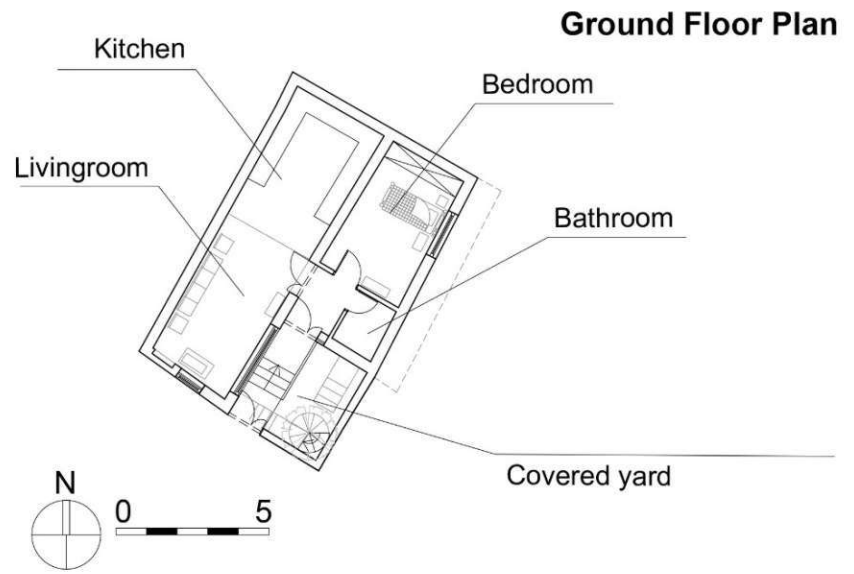 Ground Floor Plan
Kitchen
Bedroom
Livingroom
Bathroom
Covered yard
N
0 5